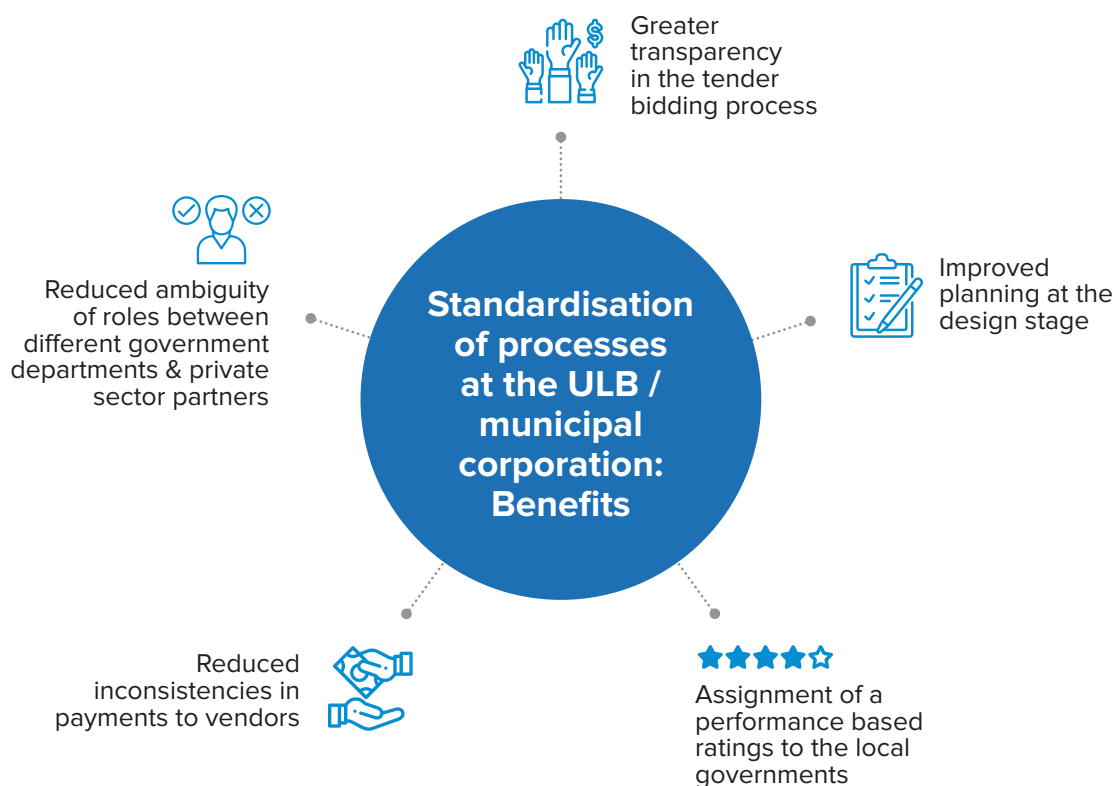 Greater
transparency
in the tender
bidding process
Improved
planning at the
design stage
Assignment of a
performance based
ratings to the local
governments
Reduced
inconsistencies in
payments to vendors
Reduced ambiguity
of roles between
different government
departments & private
sector partners
Standardisation
of processes
at the ULB /
municipal
corporation:
Benefits